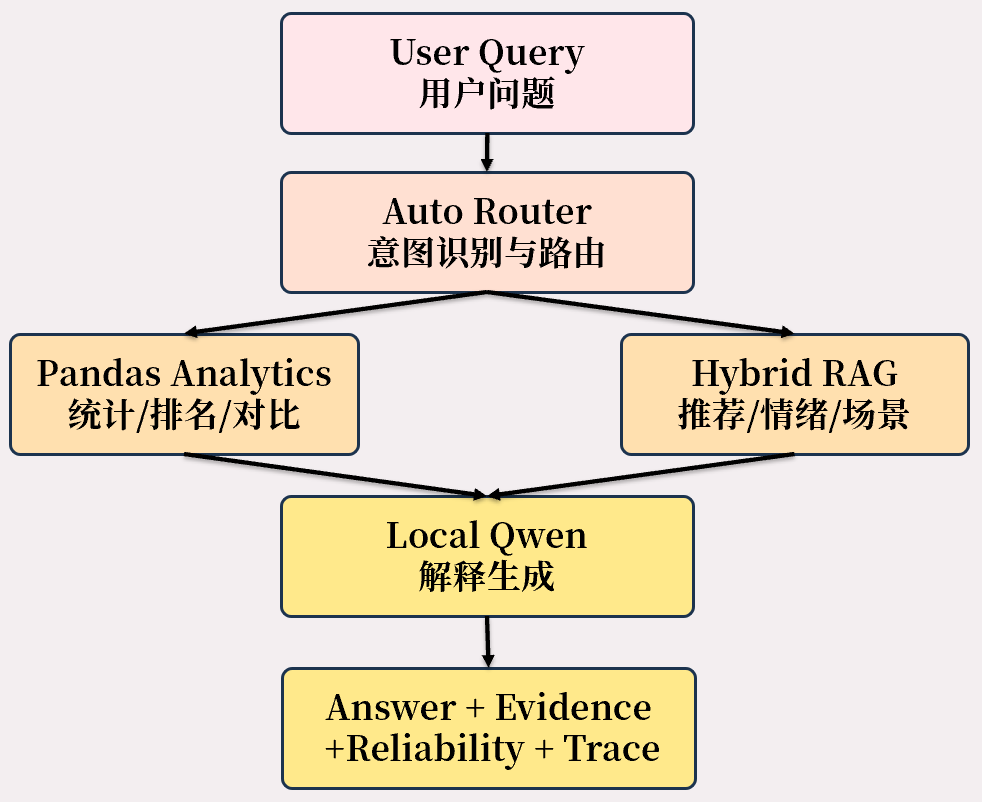 User Query
用户问题
Auto Router
意图识别与路由
Pandas Analytics
统计/排名/对比
Hybrid RAG
推荐/情绪/场景
Local Qwen
解释生成
Answer + Evidence
+Reliability + Trace